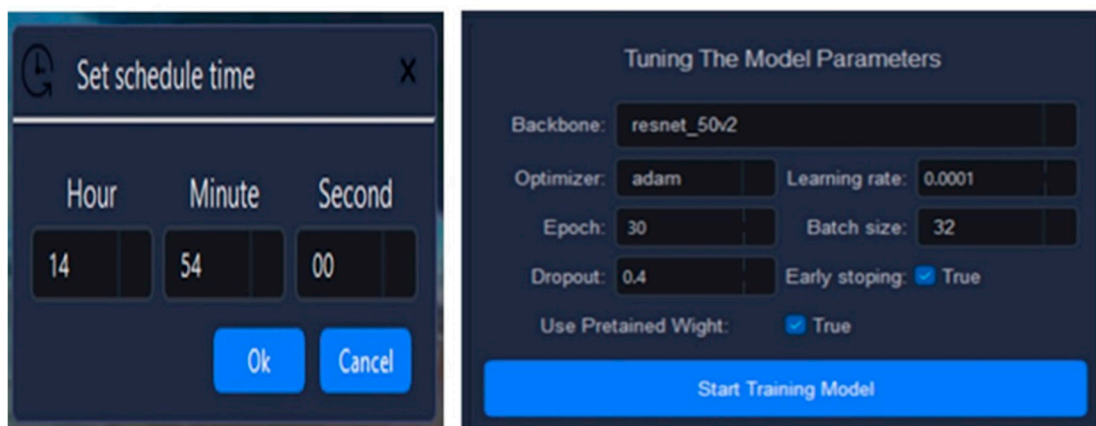 Set schedule time X
Hour Minute Second
14 54 00
Ok Cancel
Tuning The Model Parameters
Backbone: resnet_50v2
Optimizer: adam Learning rate: 0.0001
Epoch: 30 Batch size: 32
Dropout: 0.4 Early stoping: True
Use Pretained Wight: True
Start Training Model